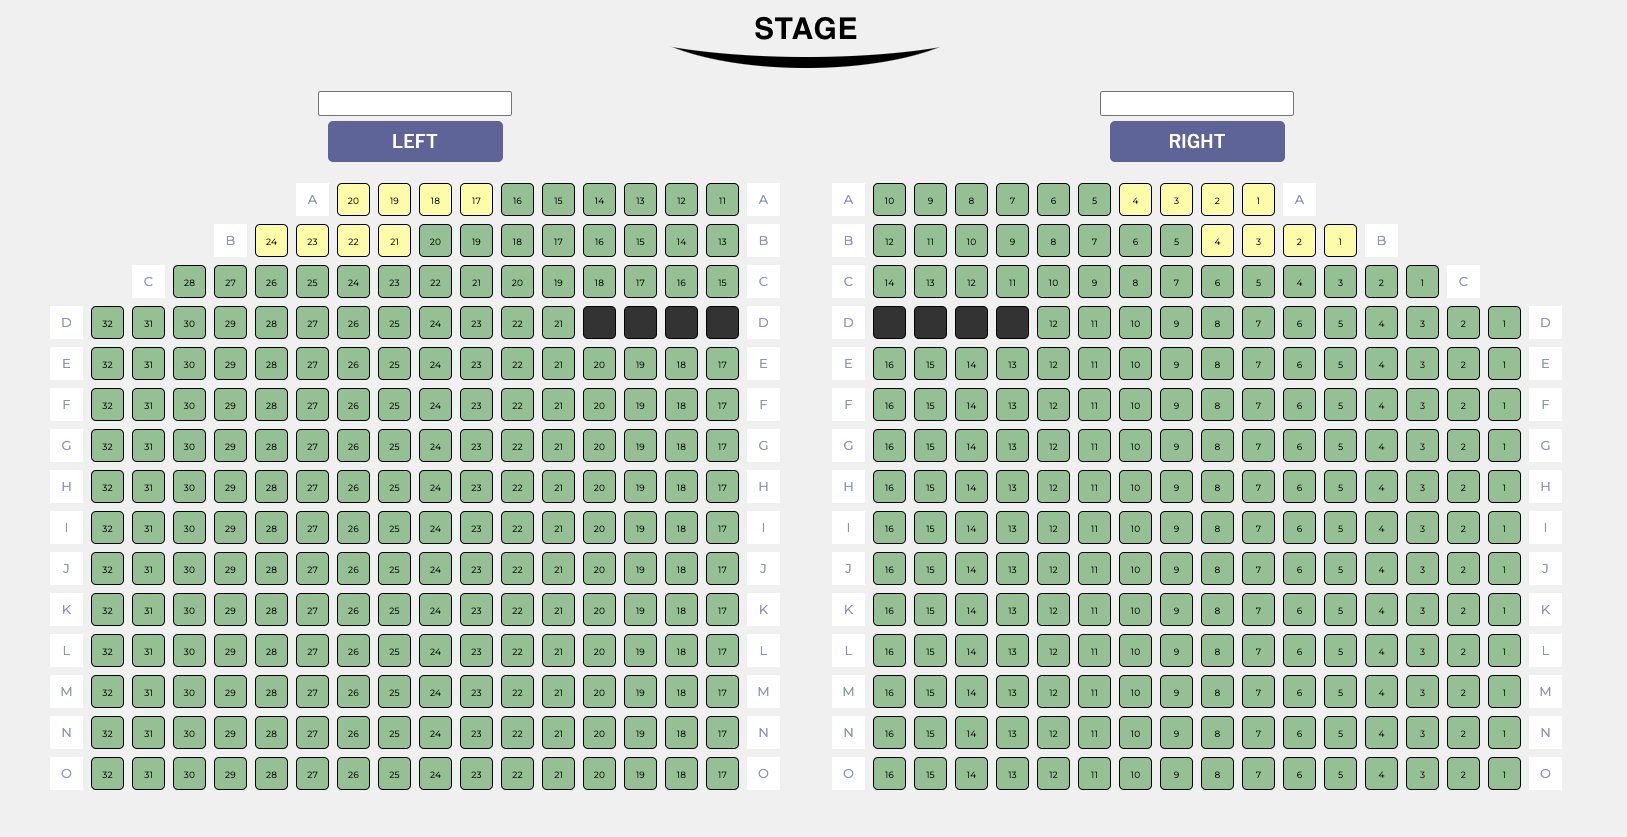 STAGE
LEFT RIGHT
A 20 19 18 17 16 15 14 13 12 11 A A 10 9 8 7 6 5 4 3 2 1 A
B 24 23 22 21 20 19 18 17 16 15 14 13 B B 12 11 10 9 8 7 6 5 4 3 2 1 B
C 28 27 26 25 24 23 22 21 20 19 18 17 16 15 C C 14 13 12 11 10 9 8 7 6 5 4 3 2 1 C
D 32 31 30 29 28 27 26 25 24 23 22 21 D D 12 11 10 9 8 7 6 5 4 3 2 1 D
E 32 31 30 29 28 27 26 25 24 23 22 21 20 19 18 17 E E 16 15 14 13 12 11 10 9 8 7 6 5 4 3 2 1 E
F 32 31 30 29 28 27 26 25 24 23 22 21 20 19 18 17 F F 16 15 14 13 12 11 10 9 8 7 6 5 4 3 2 1 F
G 32 31 30 29 28 27 26 25 24 23 22 21 20 19 18 17 G G 16 15 14 13 12 11 10 9 8 7 6 5 4 3 2 1 G
H 32 31 30 29 28 27 26 25 24 23 22 21 20 19 18 17 H H 16 15 14 13 12 11 10 9 8 7 6 5 4 3 2 1 H
I 32 31 30 29 28 27 26 25 24 23 22 21 20 19 18 17 I I 16 15 14 13 12 11 10 9 8 7 6 5 4 3 2 1 I
J 32 31 30 29 28 27 26 25 24 23 22 21 20 19 18 17 J J 16 15 14 13 12 11 10 9 8 7 6 5 4 3 2 1 J
K 32 31 30 29 28 27 26 25 24 23 22 21 20 19 18 17 K K 16 15 14 13 12 11 10 9 8 7 6 5 4 3 2 1 K
L 32 31 30 29 28 27 26 25 24 23 22 21 20 19 18 17 L L 16 15 14 13 12 11 10 9 8 7 6 5 4 3 2 1 L
M 32 31 30 29 28 27 26 25 24 23 22 21 20 19 18 17 M M 16 15 14 13 12 11 10 9 8 7 6 5 4 3 2 1 M
N 32 31 30 29 28 27 26 25 24 23 22 21 20 19 18 17 N N 16 15 14 13 12 11 10 9 8 7 6 5 4 3 2 1 N
O 32 31 30 29 28 27 26 25 24 23 22 21 20 19 18 17 O O 16 15 14 13 12 11 10 9 8 7 6 5 4 3 2 1 O